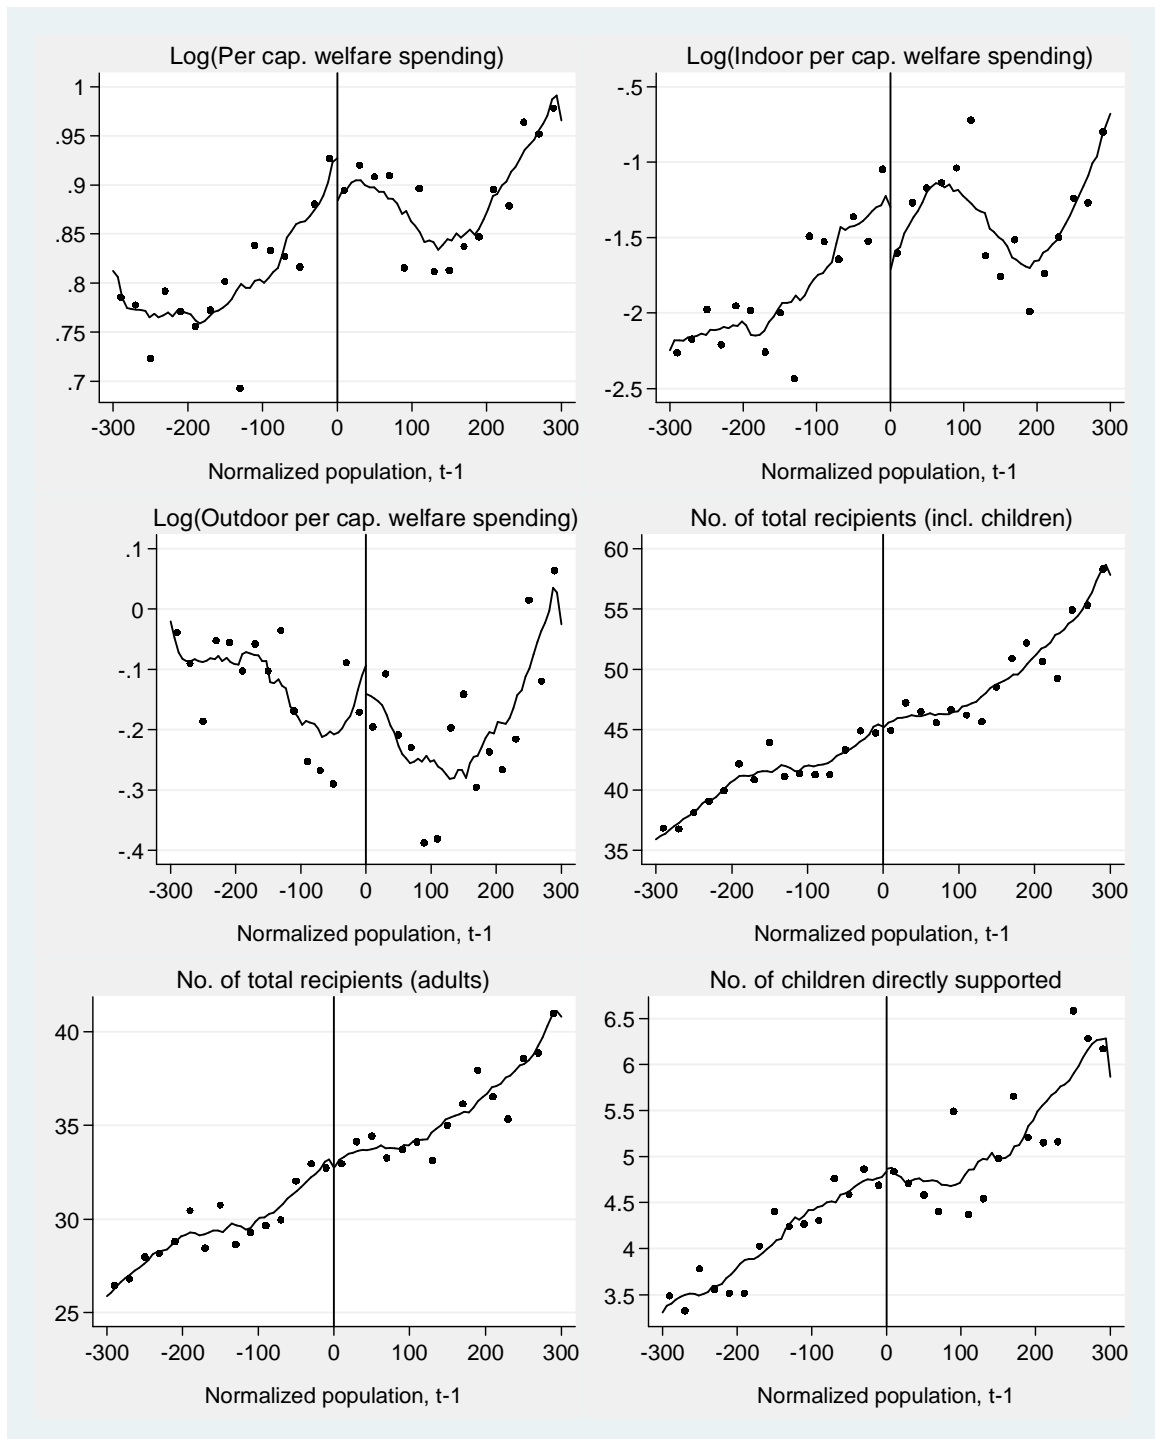 Log(Per cap. welfare spending)
1
.95
.9
.85
.8
.75
.7
-300 -200 -100 0 100 200 300
Normalized population, t-1
Log(Indoor per cap. welfare spending)
-.5
-1
-1.5
-2
-2.5
-300 -200 -100 0 100 200 300
Normalized population, t-1
Log(Outdoor per cap. welfare spending)
.1
0
-.1
-.2
-.3
-.4
-300 -200 -100 0 100 200 300
Normalized population, t-1
No. of total recipients (incl. children)
60
55
50
45
40
35
-300 -200 -100 0 100 200 300
Normalized population, t-1
No. of total recipients (adults)
40
35
30
25
-300 -200 -100 0 100 200 300
Normalized population, t-1
No. of children directly supported
6.5
6
5.5
5
4.5
4
3.5
-300 -200 -100 0 100 200 300
Normalized population, t-1